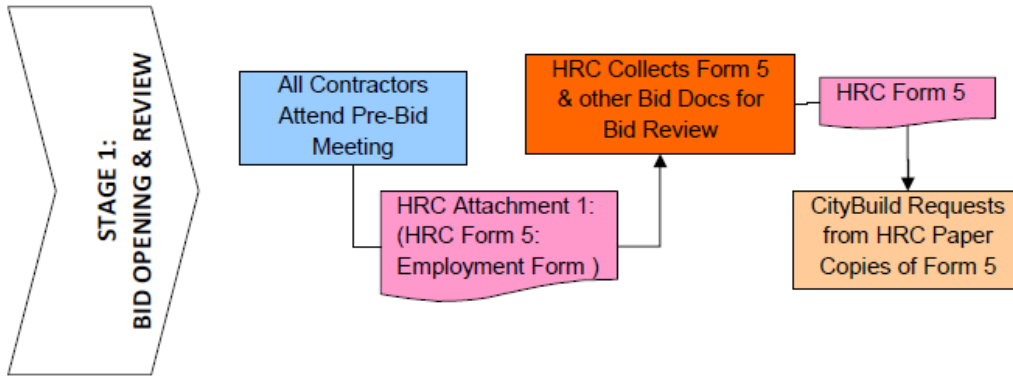 STAGE 1:
BID OPENING & REVIEW
All Contractors
Attend Pre-Bid
Meeting
HRC Attachment 1:
(HRC Form 5:
Employment Form )
HRC Collects Form 5
& other Bid Docs for
Bid Review
HRC Form 5
CityBuild Requests
from HRC Paper
Copies of Form 5